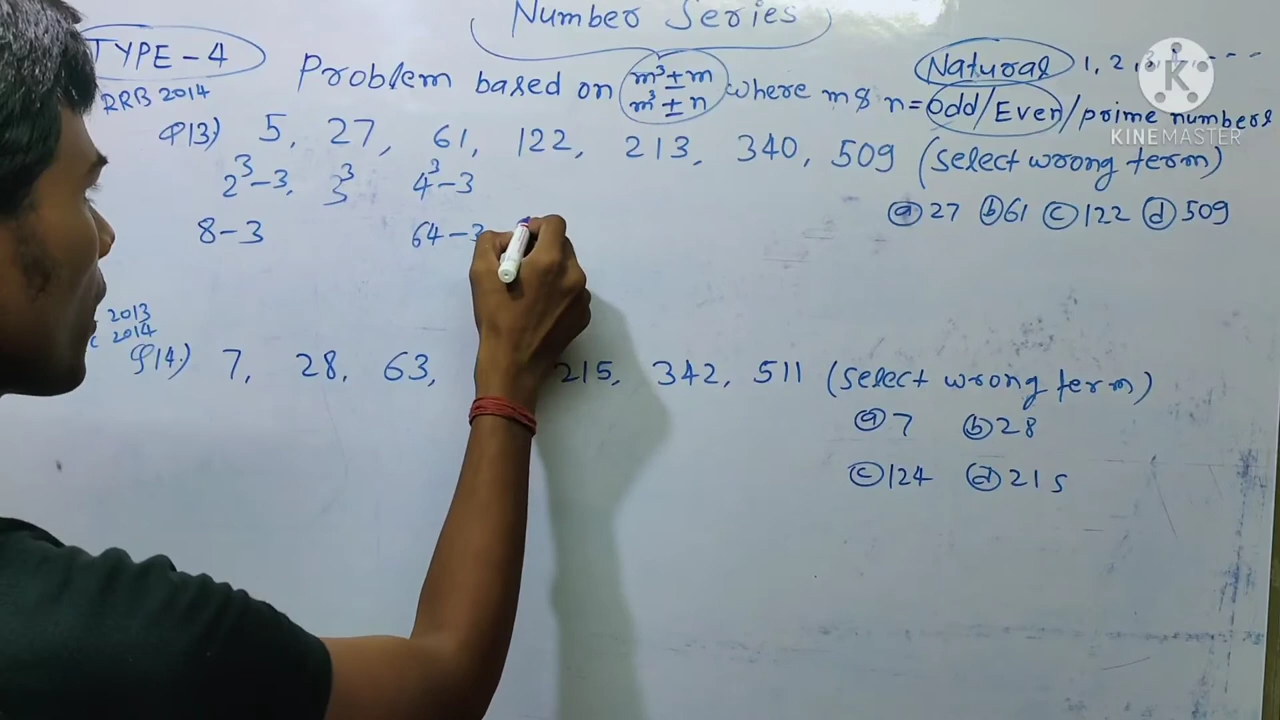 Number Series
TYPE-4
RRB 2014
Problem based on m³±m where m & n = odd/Even/prime numbers
m³±n
Natural 1, 2, 3
KINEMASTER
Q13) 5, 27, 61, 122, 213, 340, 509 (select wrong term)
2³-3, 3³ 4³-3
8-3 64-3
ⓐ 27 ⓑ 61 ⓒ 122 ⓓ 509
2013
2014
Q14) 7, 28, 63, 215, 342, 511 (select wrong term)
ⓐ 7 ⓑ 28
ⓒ 124 ⓓ 215